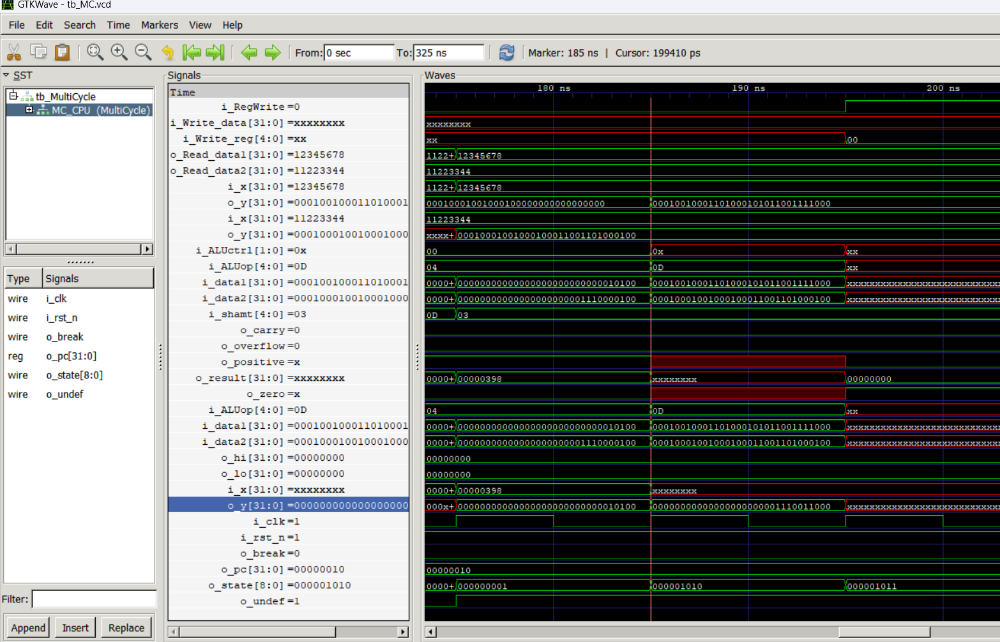 GTKWave - tb_MC.vcd
File Edit Search Time Markers View Help
From: 0 sec To: 325 ns Marker: 185 ns | Cursor: 199410 ps
SST
tb_MultiCycle
MC_CPU (MultiCycle)
Type Signals
wire i_clk
wire i_rst_n
wire o_break
reg o_pc[31:0]
wire o_state[8:0]
wire o_undef
Filter:
Append Insert Replace
Signals
Time
i_RegWrite =0
i_Write_data[31:0] =xxxxxxxx
i_Write_reg[4:0] =xx
o_Read_data1[31:0] =12345678
o_Read_data2[31:0] =11223344
i_x[31:0] =12345678
o_y[31:0] =000100100011010001
i_x[31:0] =11223344
o_y[31:0] =000100010010001000
i_ALUctrl[1:0] =0x
i_ALUop[4:0] =0D
i_data1[31:0] =000100100011010001
i_data2[31:0] =000100010010001000
i_shamt[4:0] =03
o_carry =0
o_overflow =0
o_positive =x
o_result[31:0] =xxxxxxxx
o_zero =x
i_ALUop[4:0] =0D
i_data1[31:0] =000100100011010001
i_data2[31:0] =000100010010001000
o_hi[31:0] =00000000
o_lo[31:0] =00000000
i_x[31:0] =xxxxxxxx
o_y[31:0] =000000000000000000
i_clk =1
i_rst_n =1
o_break =0
o_pc[31:0] =00000010
o_state[8:0] =000001010
o_undef =1
Waves
180 ns 190 ns 200 ns
xxxxxxxx
xx 00
1122+ 12345678
11223344
1122+ 12345678
00010001001000100000000000000000 00010010001101000101011001111000
11223344
xxxx+ 00010001001000100011001101000100
00 0x xx
04 0D xx
0000+ 00000000000000000000000000010100 00010010001101000101011001111000
0000+ 00000000000000000000001110000100 00010001001000100011001101000100
0D 03
0000+ 00000398 xxxxxxxx 00000000
04 0D xx
0000+ 00000000000000000000000000010100 00010010001101000101011001111000
0000+ 00000000000000000000001110000100 00010001001000100011001101000100
00000000
00000000
0000+ 00000398 xxxxxxxx
000x+ 00000000000000000000000000010100 00000000000000000000001110011000
00000010
0000+ 000000001 000001010 000001011